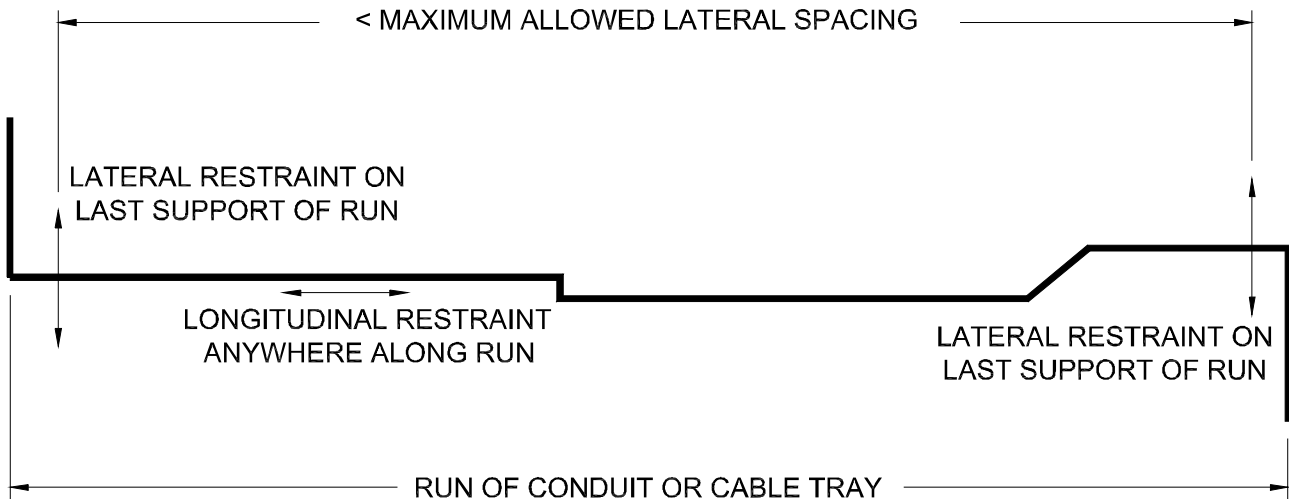 < MAXIMUM ALLOWED LATERAL SPACING
LATERAL RESTRAINT ON
LAST SUPPORT OF RUN
LONGITUDINAL RESTRAINT
ANYWHERE ALONG RUN
LATERAL RESTRAINT ON
LAST SUPPORT OF RUN
RUN OF CONDUIT OR CABLE TRAY